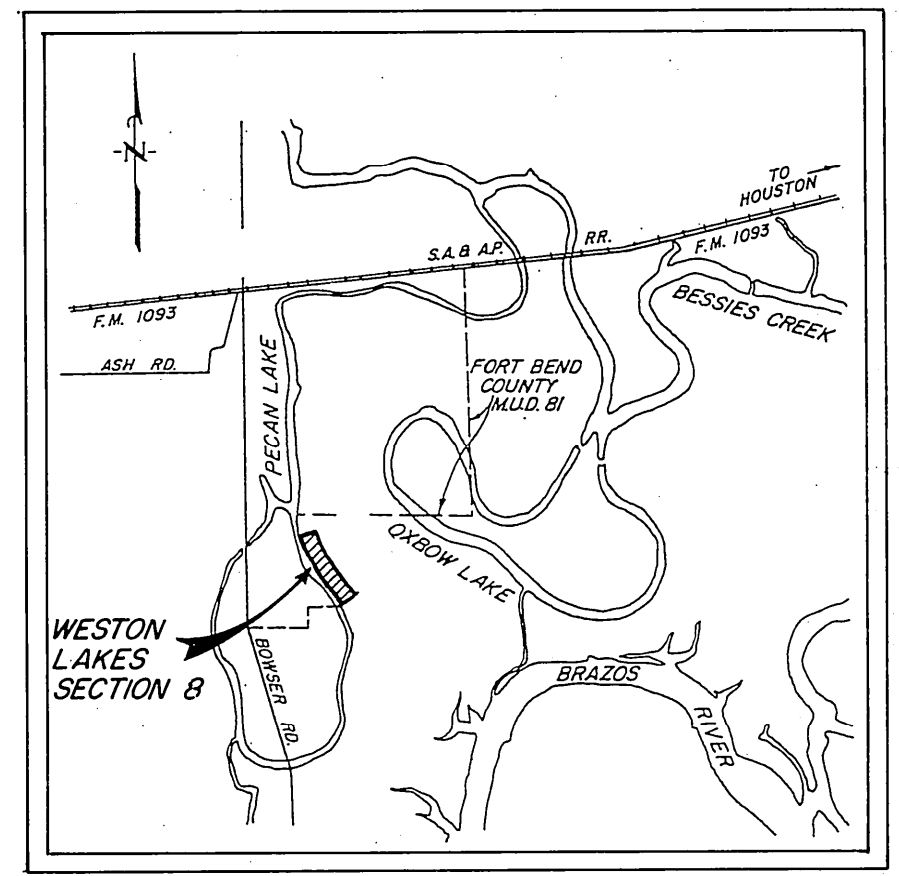 -N-
TO
HOUSTON
S.A. & A.P.
RR.
F.M. 1093
F.M. 1093
BESSIES CREEK
ASH RD.
PECAN LAKE
FORT BEND
COUNTY
M.U.D. 81
OXBOW LAKE
WESTON
LAKES
SECTION 8
BOWSER RD.
BRAZOS
RIVER